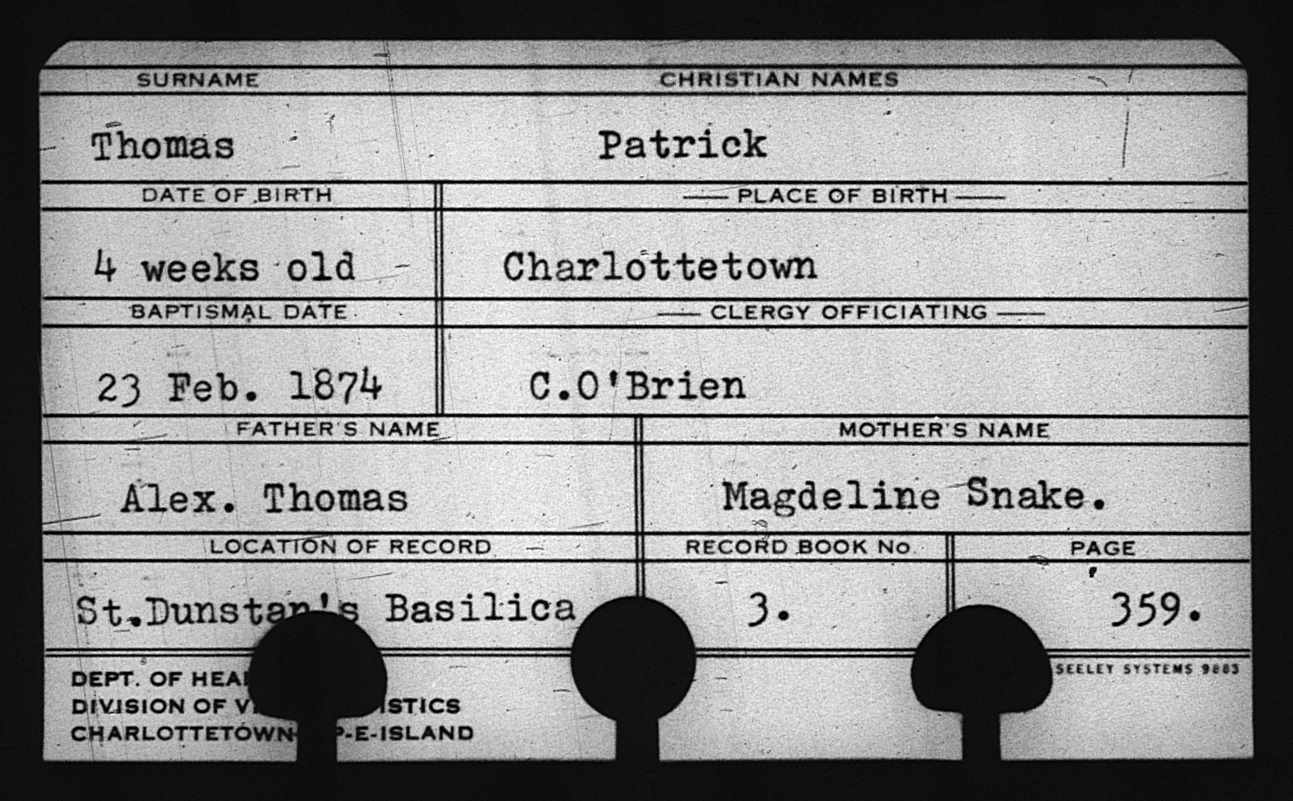 SURNAME CHRISTIAN NAMES
Thomas Patrick
DATE OF BIRTH — PLACE OF BIRTH —
4 weeks old Charlottetown
BAPTISMAL DATE — CLERGY OFFICIATING —
23 Feb. 1874 C.O'Brien
FATHER'S NAME MOTHER'S NAME
Alex. Thomas Magdeline Snake.
LOCATION OF RECORD RECORD BOOK No. PAGE
St.Dunstan's Basilica 3. 359.
SEELEY SYSTEMS 9883
DEPT. OF
DIVISION OF
CHARLOTTETOWN P-E-ISLAND